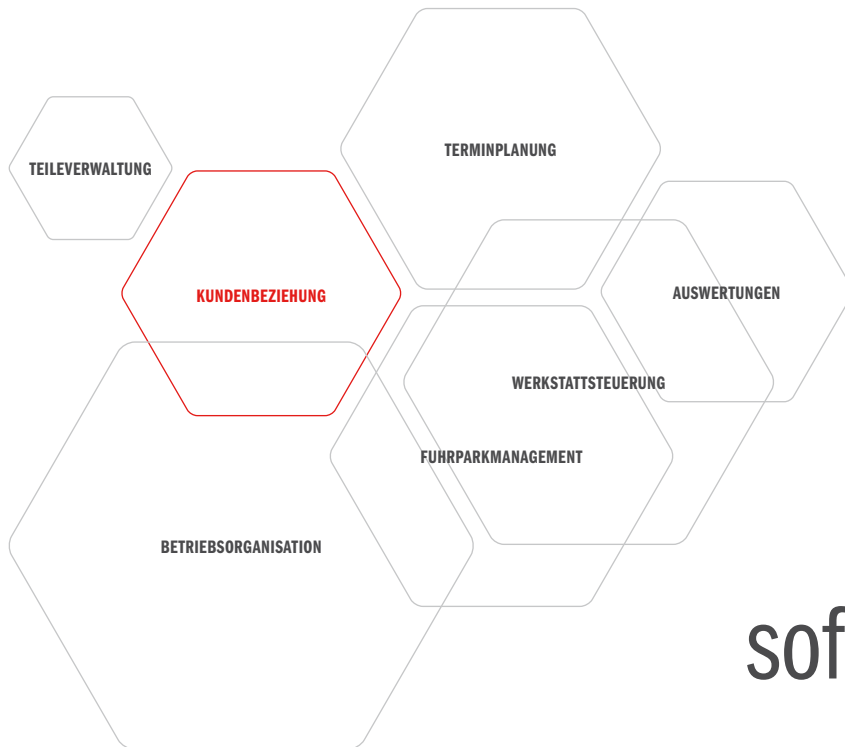 TERMINPLANUNG
TEILEVERWALTUNG
KUNDENBEZIEHUNG
AUSWERTUNGEN
WERKSTATTSTEUERUNG
FUHRPARKMANAGEMENT
BETRIEBSORGANISATION
sof